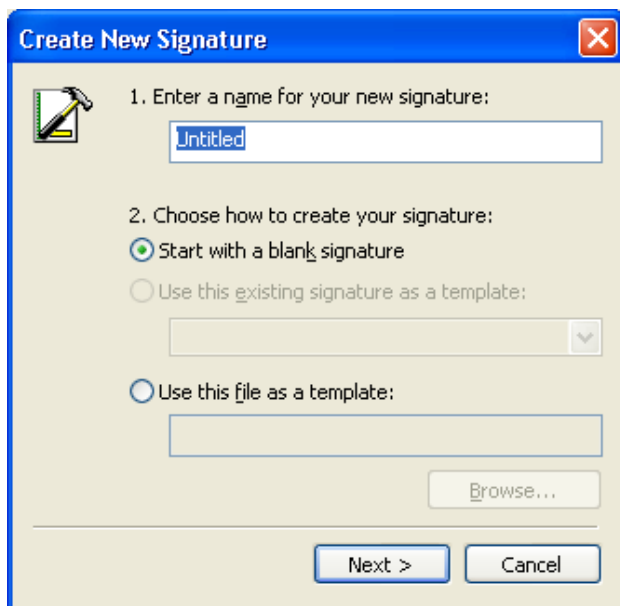 Create New Signature
1. Enter a name for your new signature:
Untitled
2. Choose how to create your signature:
Start with a blank signature
Use this existing signature as a template:
Use this file as a template:
Browse...
Next >
Cancel